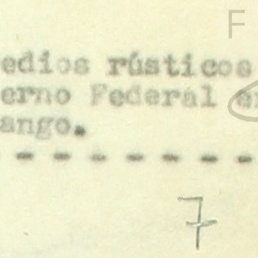 F
edios rústicos
erno Federal en
ango.
- - - - - - -
7